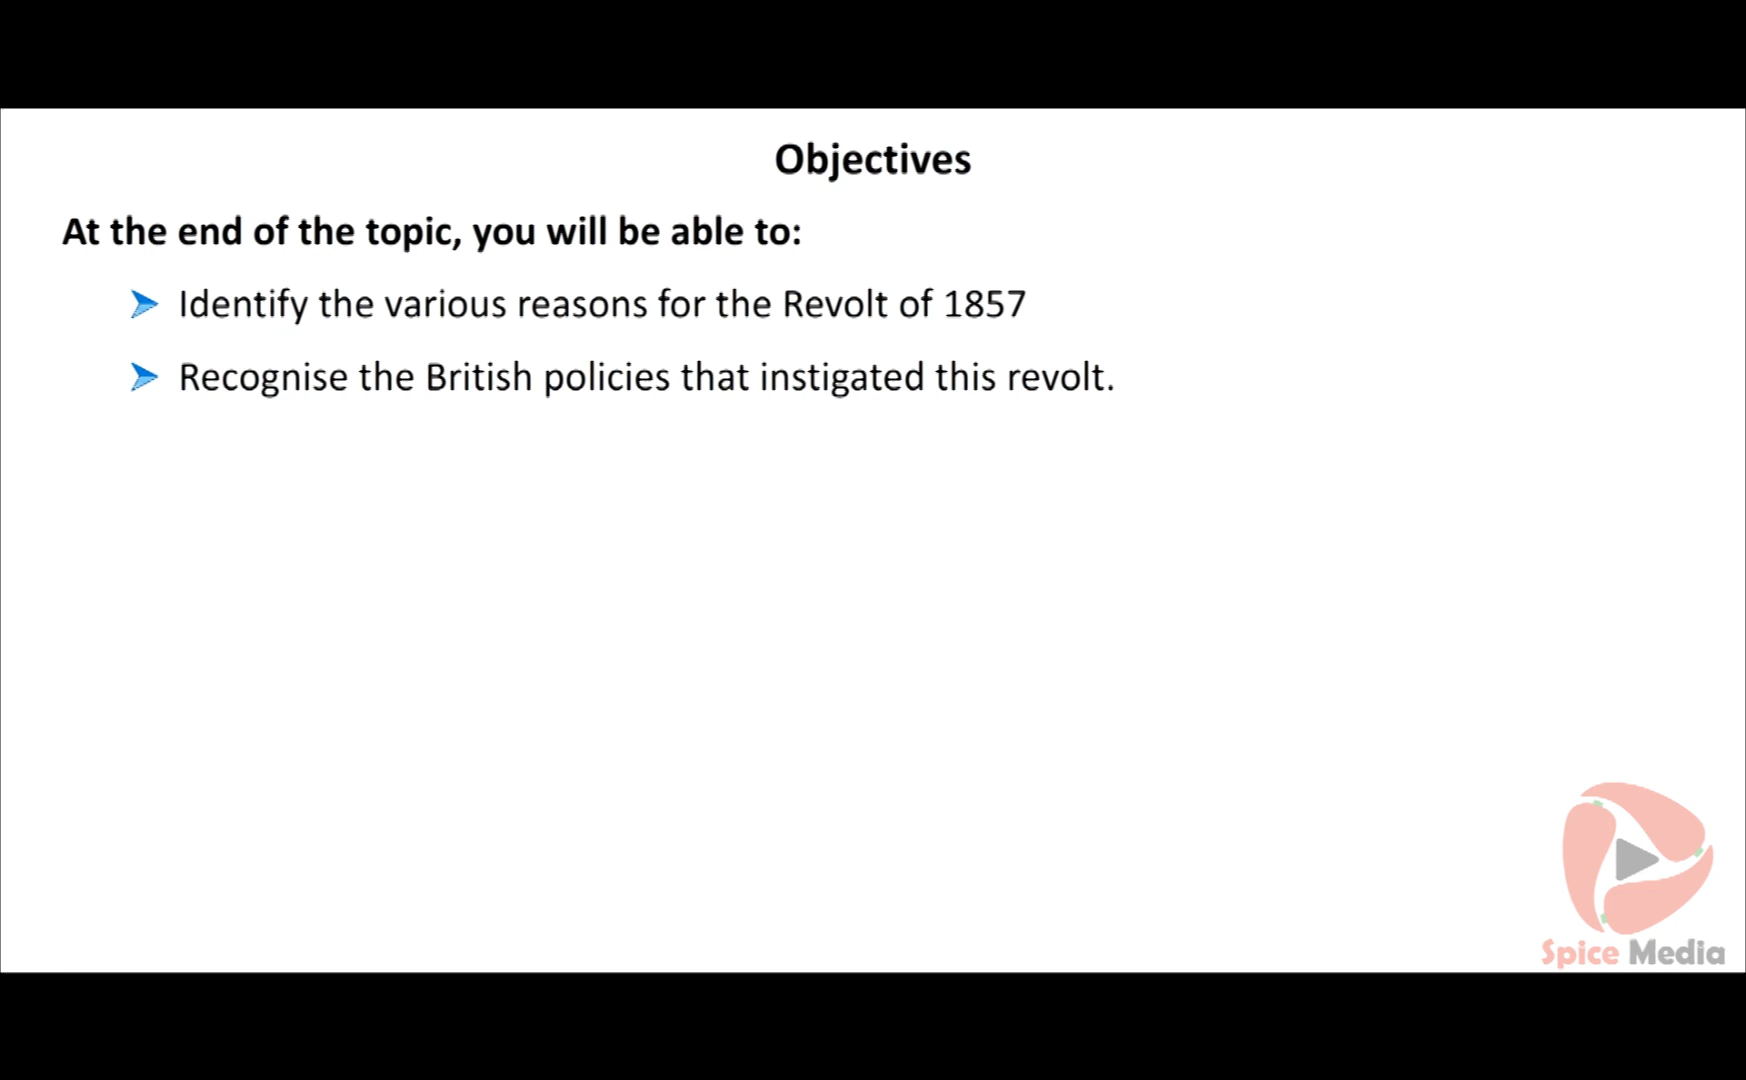 Objectives
At the end of the topic, you will be able to:
Identify the various reasons for the Revolt of 1857
Recognise the British policies that instigated this revolt.
Spice Media